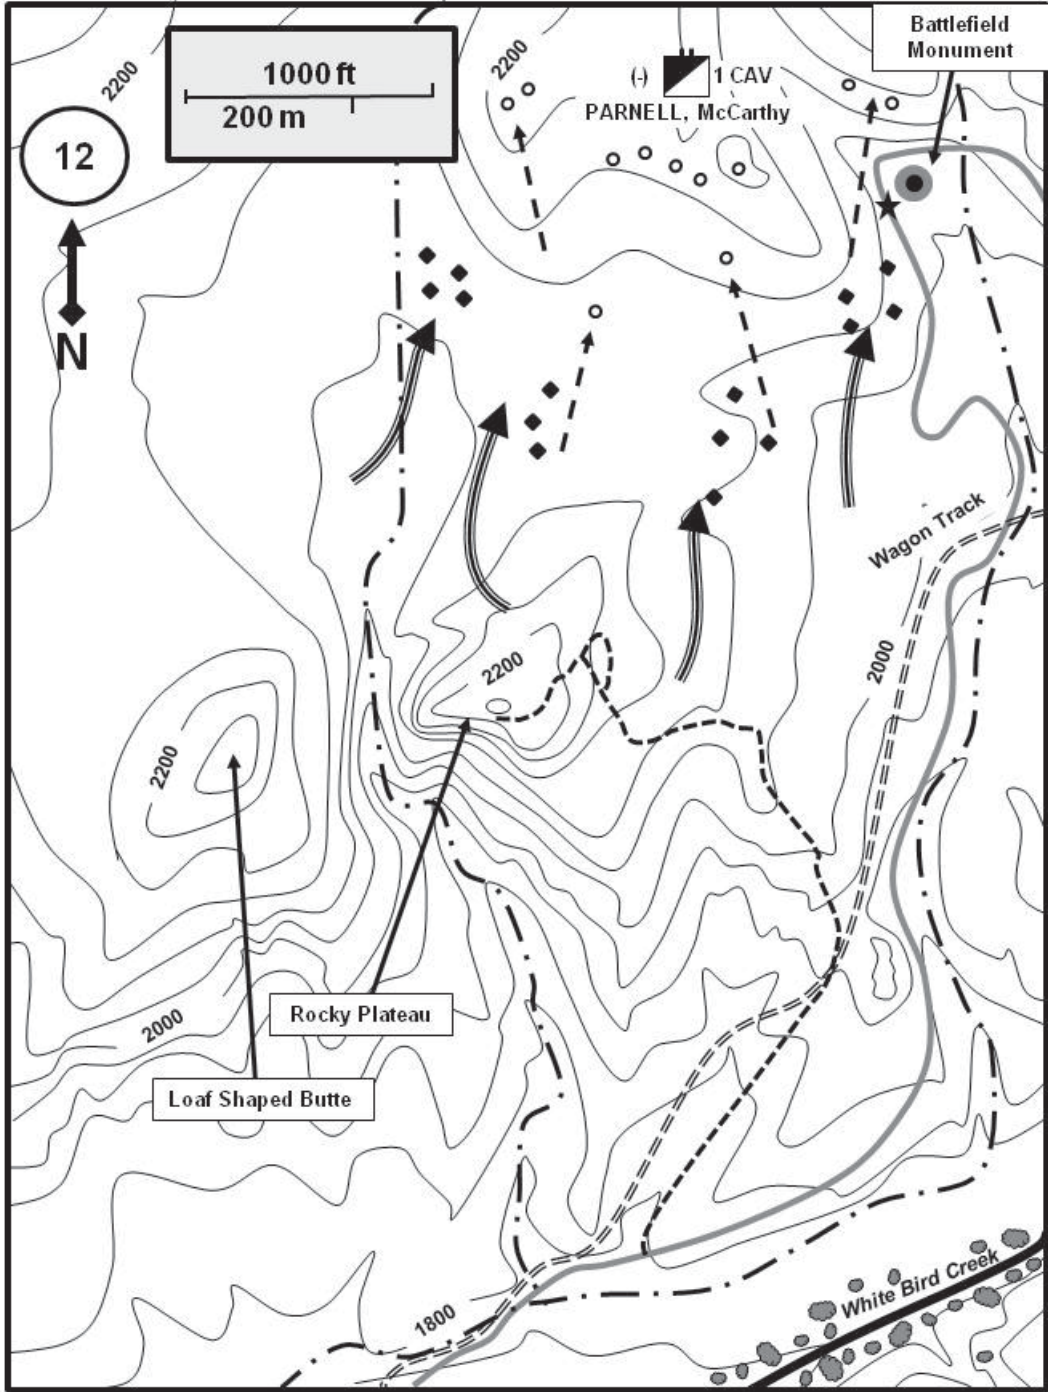 Battlefield
Monument
2200
1000 ft
200 m
2200
(-) 1 CAV
PARNELL, McCarthy
12
N
Wagon Track
2000
2200
2200
Rocky Plateau
2000
Loaf Shaped Butte
White Bird Creek
1800